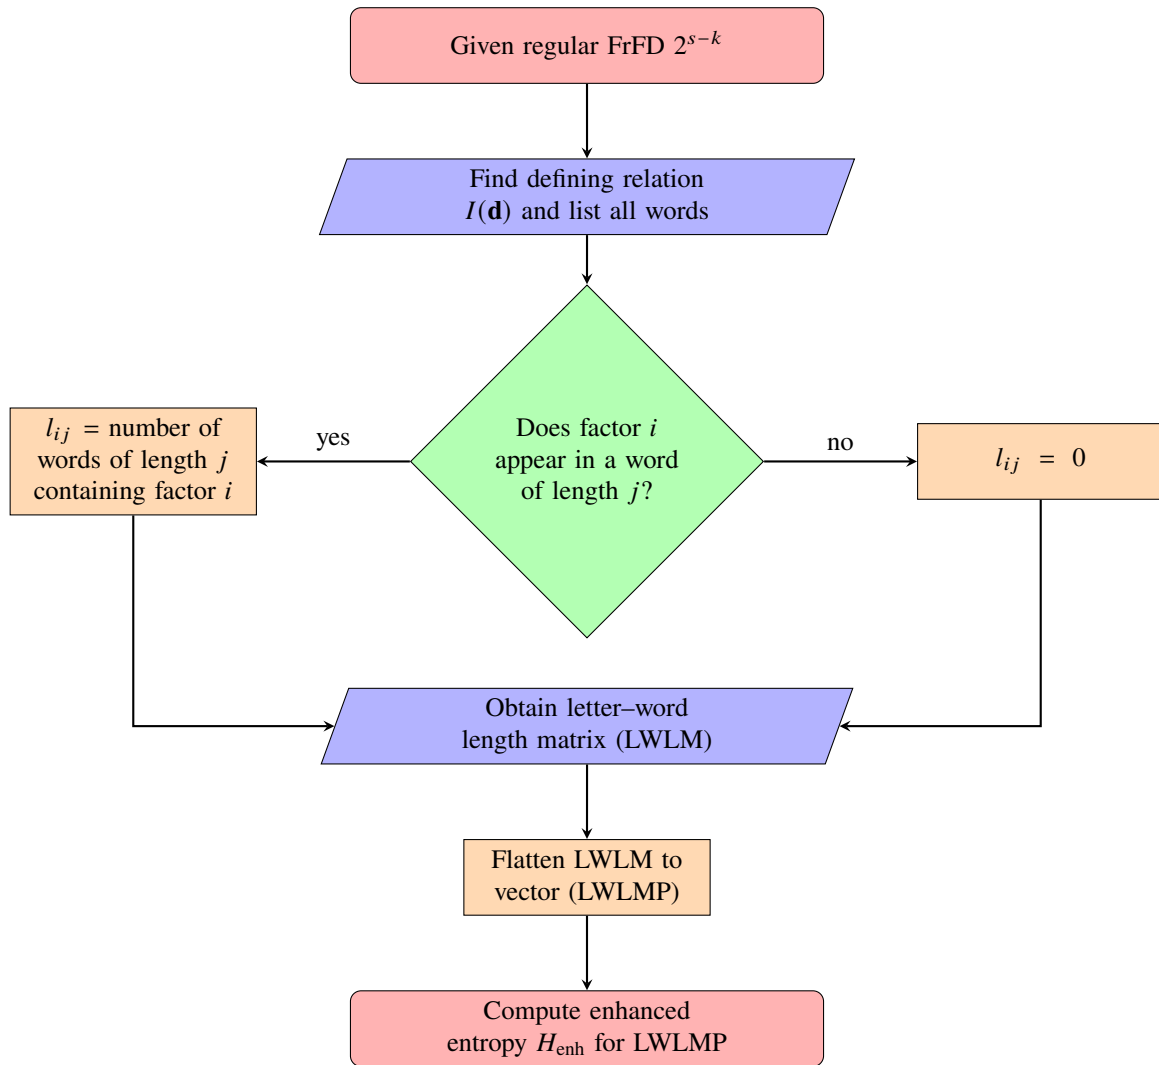 Given regular FrFD 2^{s−k}
Find defining relation
I(d) and list all words
Does factor i
appear in a word
of length j?
yes
no
l_{ij} = number of
words of length j
containing factor i
l_{ij} = 0
Obtain letter–word
length matrix (LWLM)
Flatten LWLM to
vector (LWLMP)
Compute enhanced
entropy H_{enh} for LWLMP